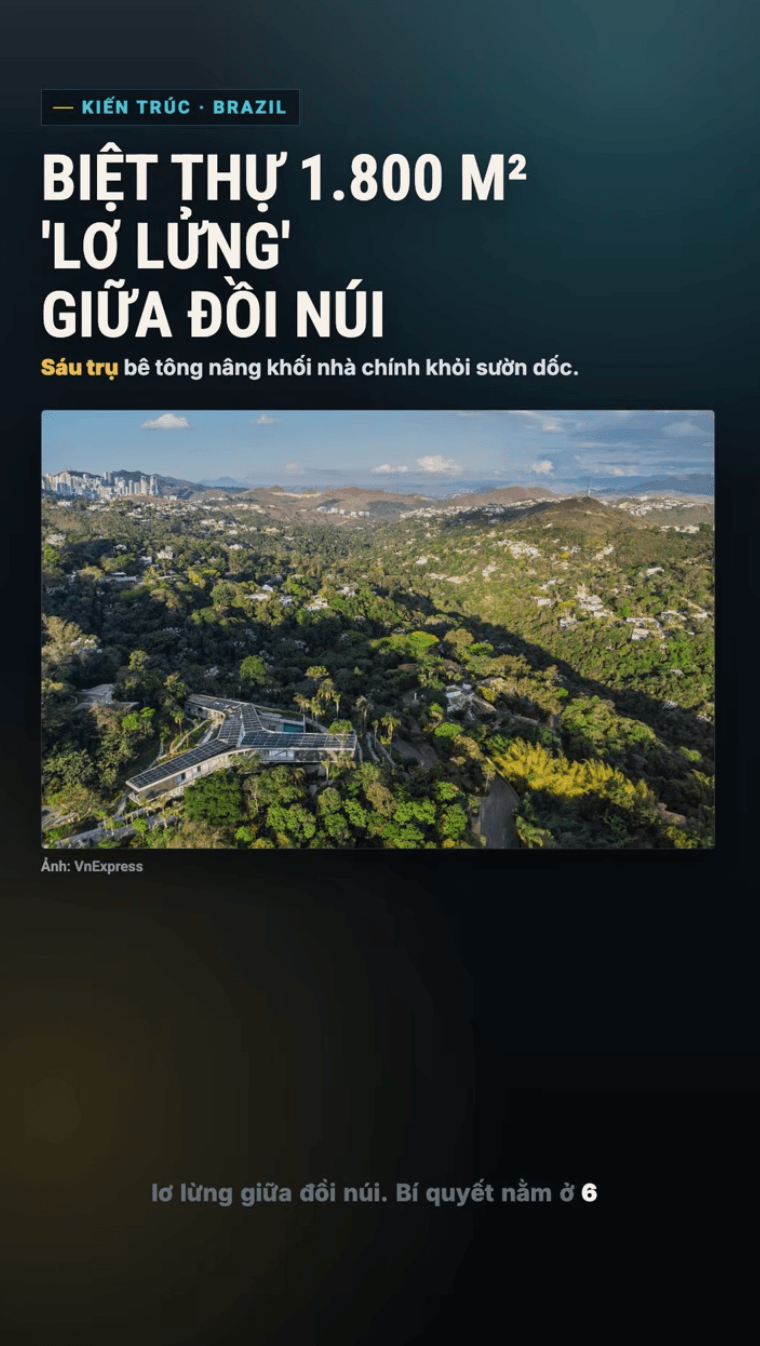 — KIẾN TRÚC · BRAZIL
BIỆT THỰ 1.800 M²
'LƠ LỬNG'
GIỮA ĐỒI NÚI
Sáu trụ bê tông nâng khối nhà chính khỏi sườn dốc.
Ảnh: VnExpress
lơ lửng giữa đồi núi. Bí quyết nằm ở 6